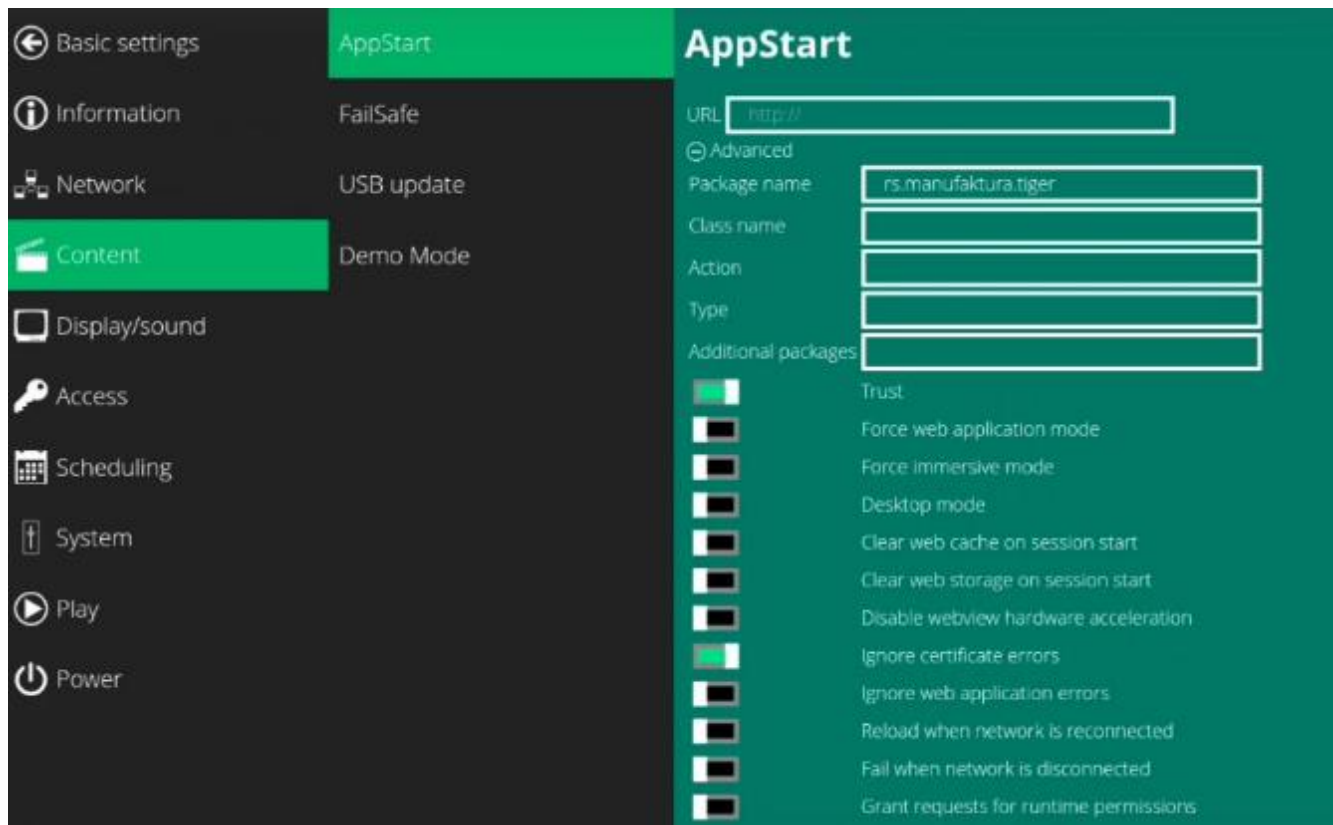 Basic settings
Information
Network
Content
Display/sound
Access
Scheduling
System
Play
Power
AppStart
FailSafe
USB update
Demo Mode
AppStart
URL http://
Advanced
Package name rs.manufaktura.tiger
Class name
Action
Type
Additional packages
Trust
Force web application mode
Force immersive mode
Desktop mode
Clear web cache on session start
Clear web storage on session start
Disable webview hardware acceleration
Ignore certificate errors
Ignore web application errors
Reload when network is reconnected
Fail when network is disconnected
Grant requests for runtime permissions